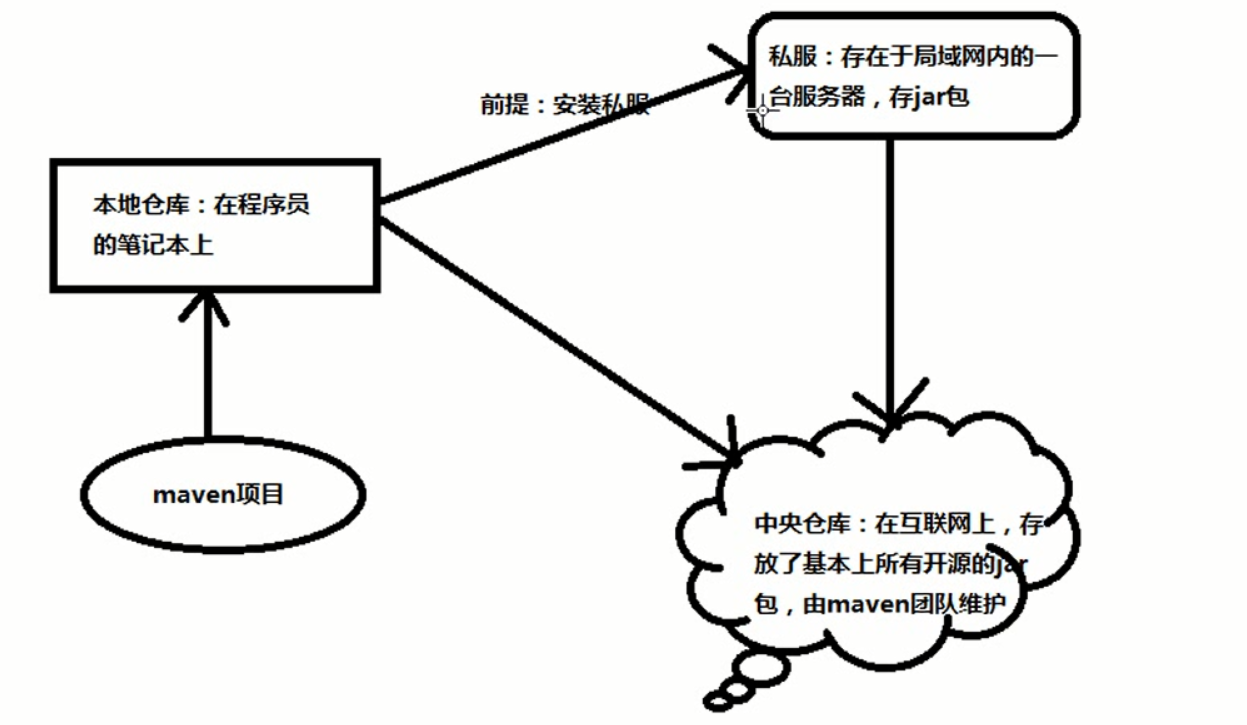 私服：存在于局域网内的一
台服务器，存jar包
前提：安装私服
本地仓库：在程序员
的笔记本上
maven项目
中央仓库：在互联网上，存
放了基本上所有开源的jar
包，由maven团队维护